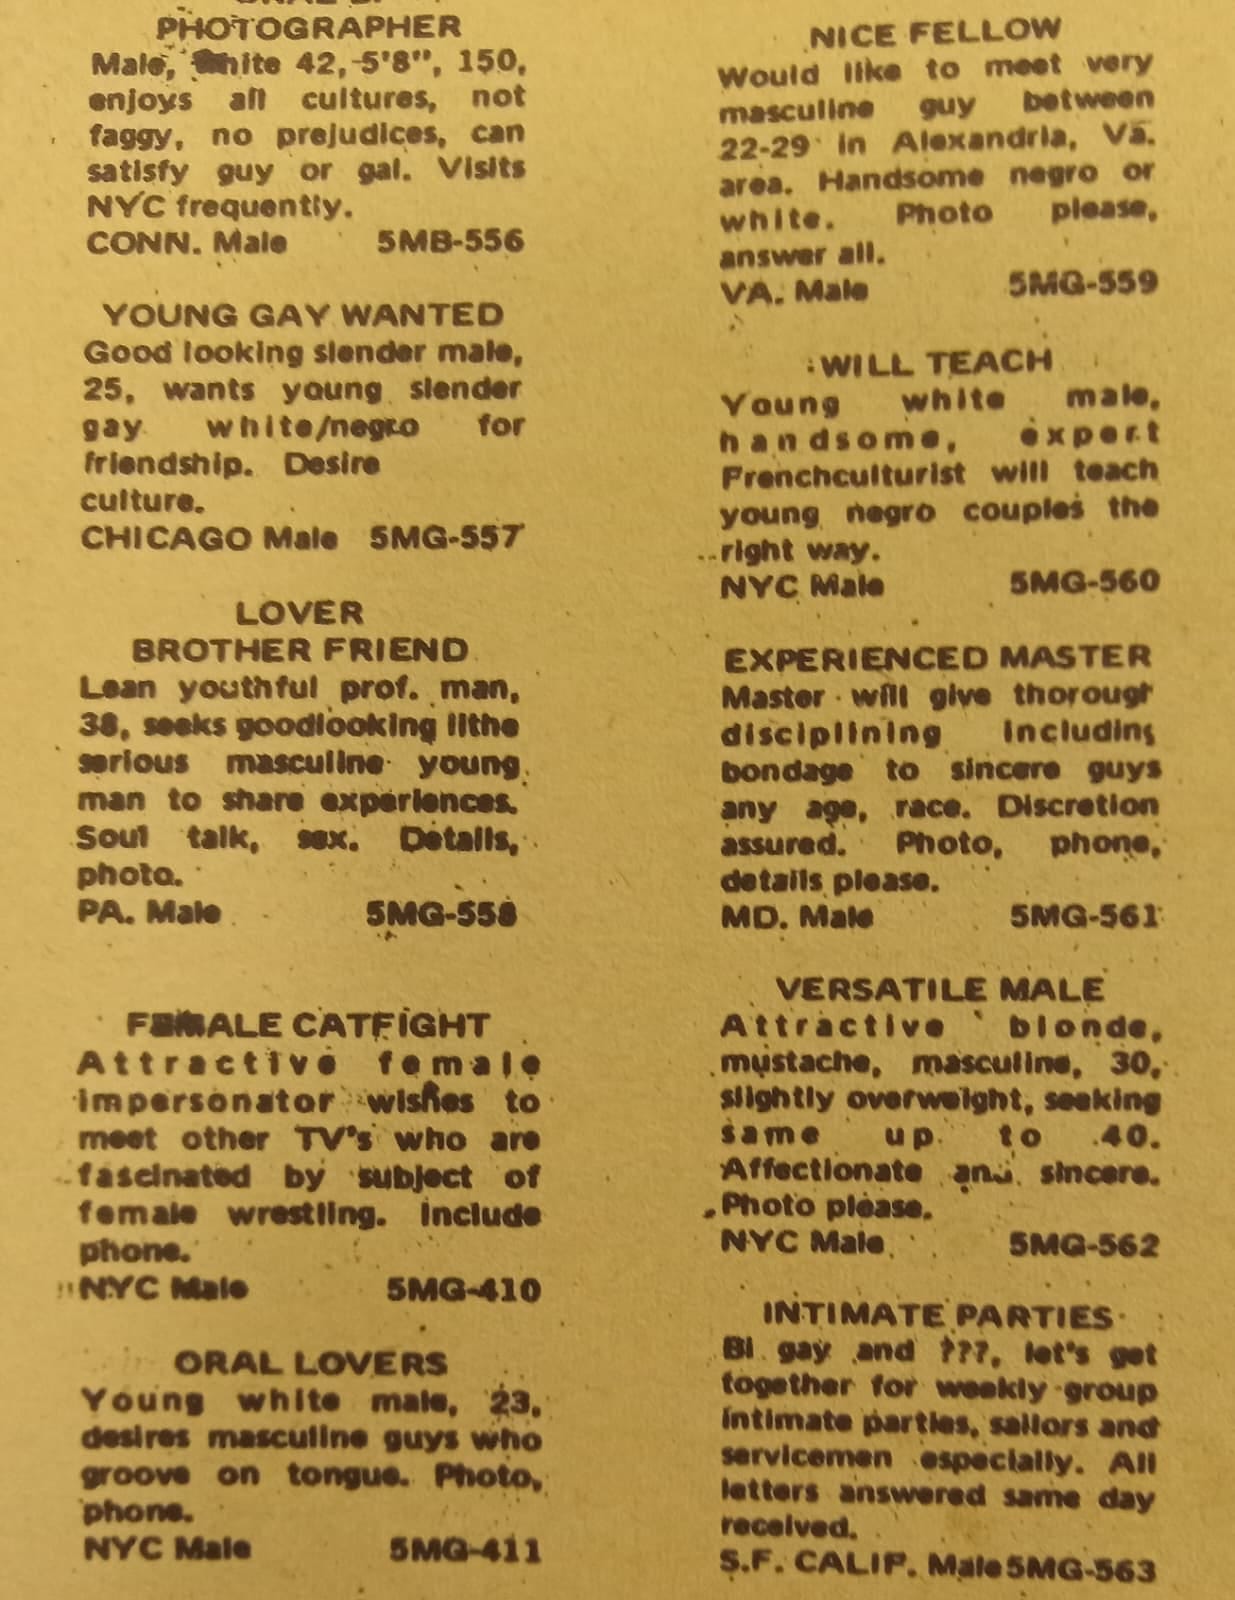 PHOTOGRAPHER
Male, white 42, 5'8", 150,
enjoys all cultures, not
faggy, no prejudices, can
satisfy guy or gal. Visits
NYC frequently.
CONN. Male 5MB-556
YOUNG GAY WANTED
Good looking slender male,
25, wants young slender
gay white/negro for
friendship. Desire
culture.
CHICAGO Male 5MG-557
LOVER
BROTHER FRIEND
Lean youthful prof. man,
38, seeks goodlooking lithe
serious masculine young
man to share experiences.
Soul talk, sex. Details,
photo.
PA. Male 5MG-558
FEMALE CATFIGHT
Attractive female
impersonator wishes to
meet other TV's who are
fascinated by subject of
female wrestling. Include
phone.
NYC Male 5MG-410
ORAL LOVERS
Young white male, 23,
desires masculine guys who
groove on tongue. Photo,
phone.
NYC Male 5MG-411
NICE FELLOW
Would like to meet very
masculine guy between
22-29 in Alexandria, Va.
area. Handsome negro or
white. Photo please,
answer all.
VA. Male 5MG-559
WILL TEACH
Young white male,
handsome, expert
Frenchculturist will teach
young negro couples the
right way.
NYC Male 5MG-560
EXPERIENCED MASTER
Master will give thorough
disciplining including
bondage to sincere guys
any age, race. Discretion
assured. Photo, phone,
details please.
MD. Male 5MG-561
VERSATILE MALE
Attractive blonde,
mustache, masculine, 30,
slightly overweight, seeking
same up to 40.
Affectionate and sincere.
Photo please.
NYC Male 5MG-562
INTIMATE PARTIES
Bi gay and ???, let's get
together for weekly group
intimate parties, sailors and
servicemen especially. All
letters answered same day
received.
S.F. CALIF. Male 5MG-563